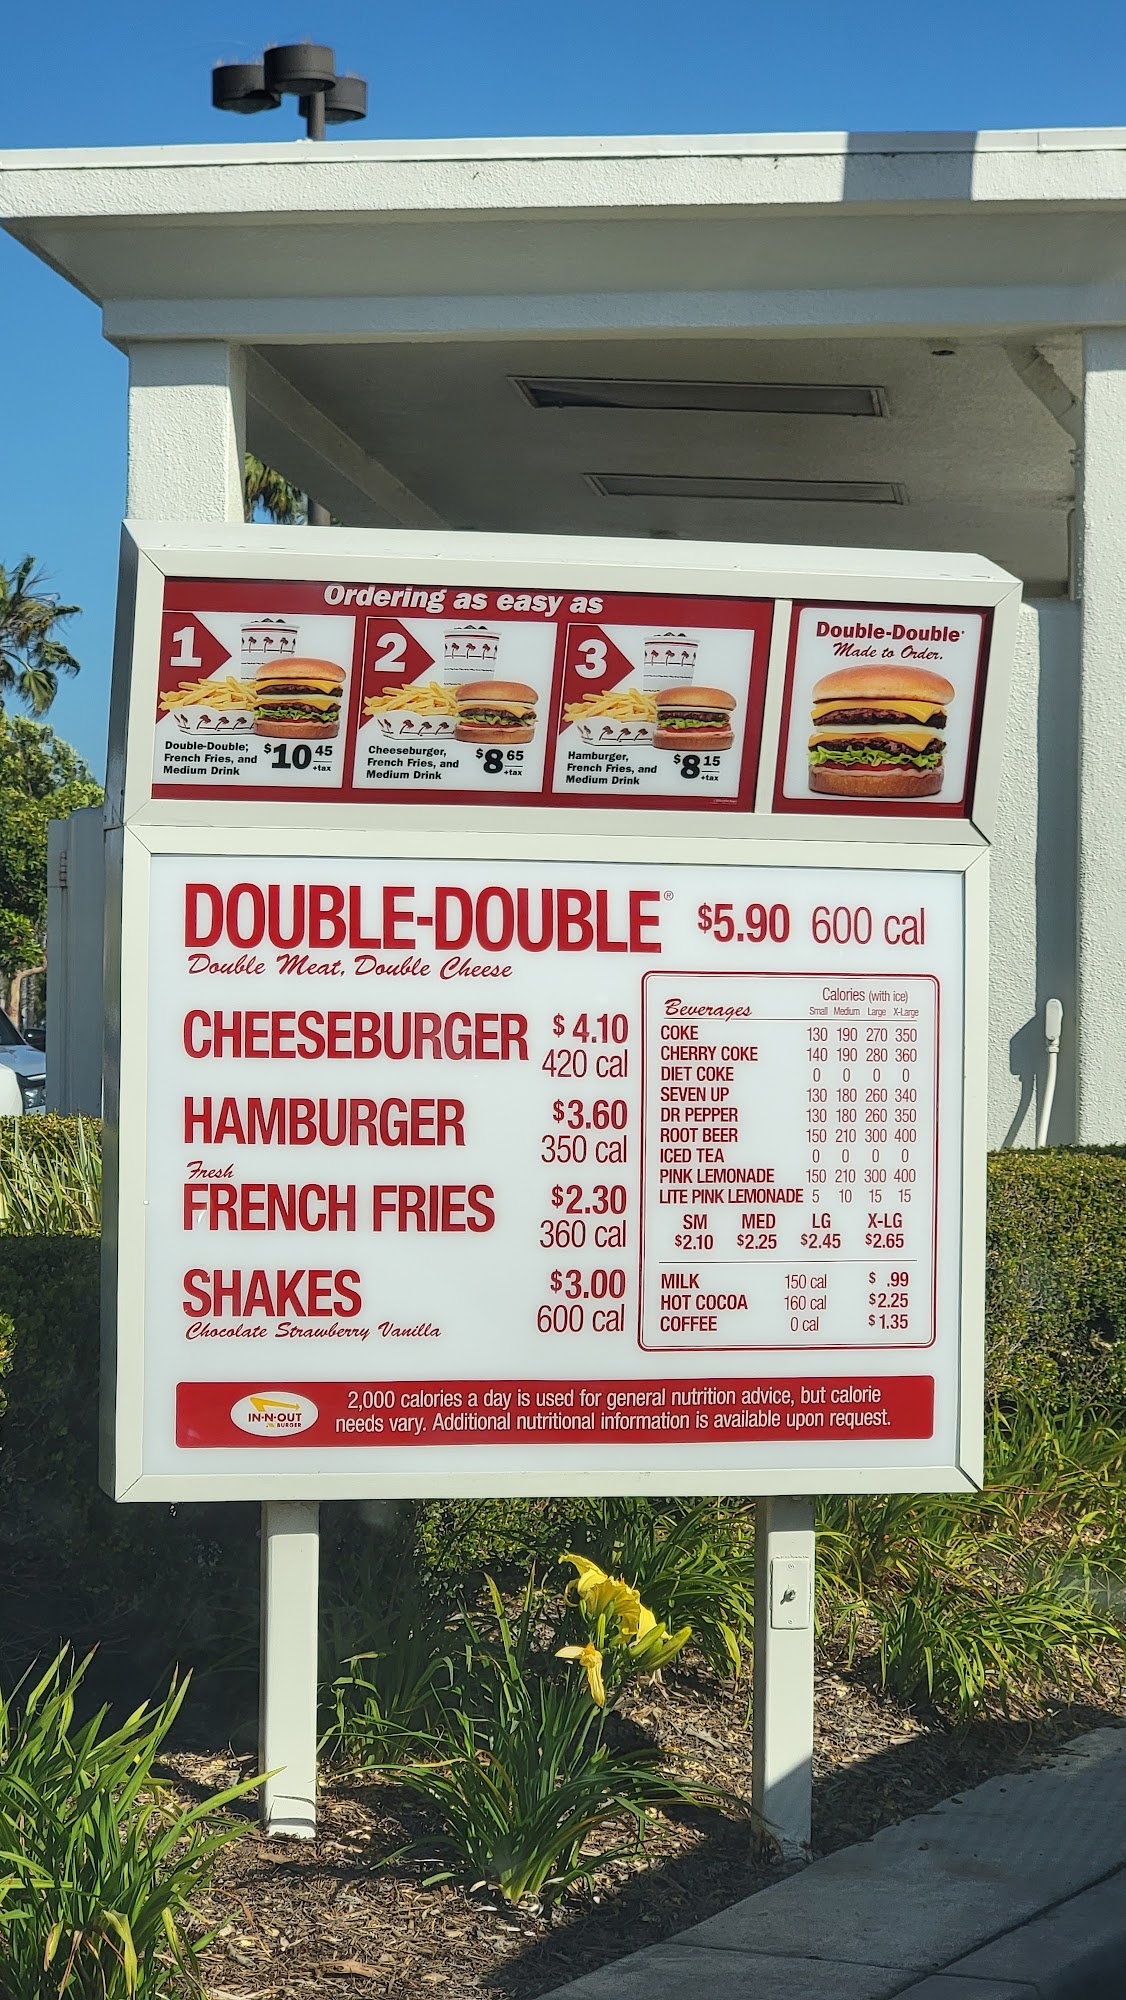 Ordering as easy as
1
Double-Double,
French Fries, and
Medium Drink
$10 45
+tax
2
Cheeseburger,
French Fries, and
Medium Drink
$8 65
+tax
3
Hamburger,
French Fries, and
Medium Drink
$8 15
+tax
Double-Double®
Made to Order.
DOUBLE-DOUBLE® $5.90 600 cal
Double Meat, Double Cheese
CHEESEBURGER $4.10
420 cal
HAMBURGER $3.60
350 cal
Fresh
FRENCH FRIES $2.30
360 cal
SHAKES $3.00
600 cal
Chocolate Strawberry Vanilla
Calories (with ice)
Beverages Small Medium Large X-Large
COKE 130 190 270 350
CHERRY COKE 140 190 280 360
DIET COKE 0 0 0 0
SEVEN UP 130 180 260 340
DR PEPPER 130 180 260 350
ROOT BEER 150 210 300 400
ICED TEA 0 0 0 0
PINK LEMONADE 150 210 300 400
LITE PINK LEMONADE 5 10 15 15
SM MED LG X-LG
$2.10 $2.25 $2.45 $2.65
MILK 150 cal $ .99
HOT COCOA 160 cal $2.25
COFFEE 0 cal $1.35
IN-N-OUT
BURGER
2,000 calories a day is used for general nutrition advice, but calorie
needs vary. Additional nutritional information is available upon request.